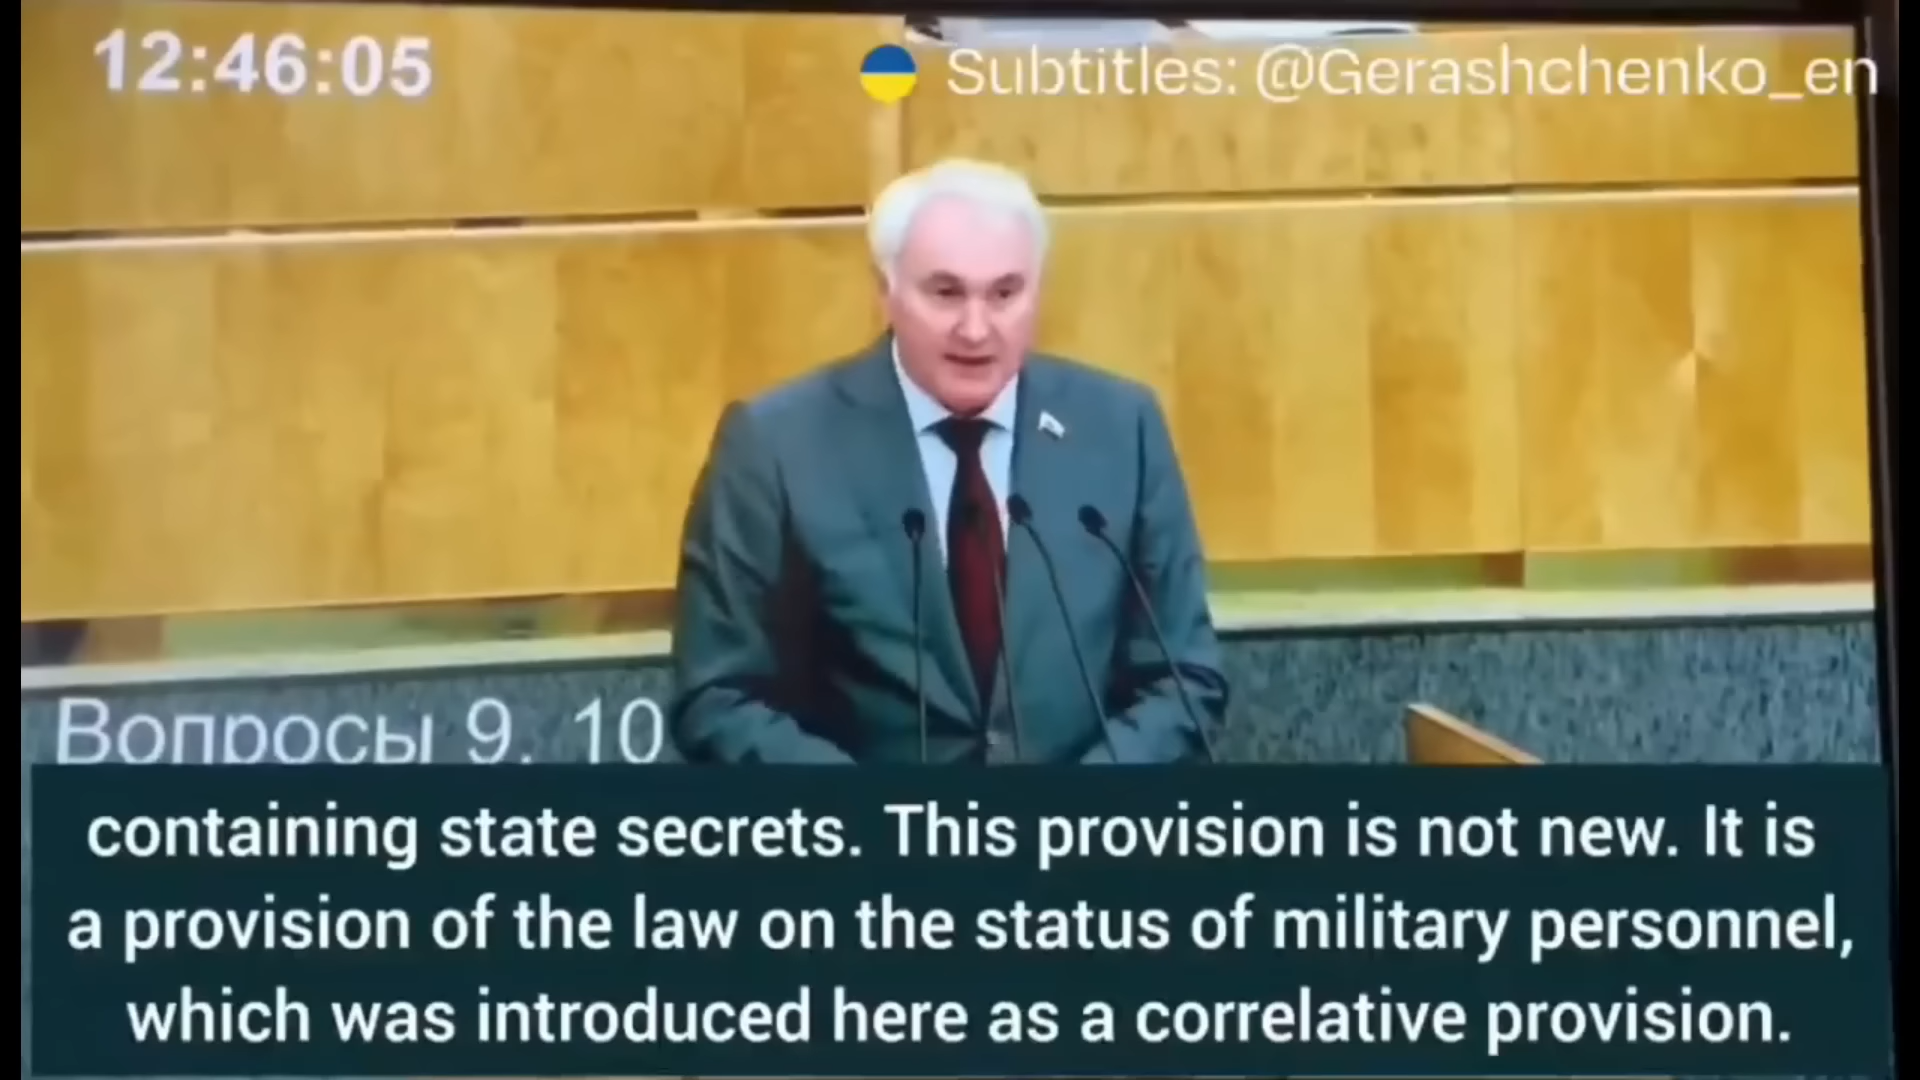 12:46:05
Subtitles: @Gerashchenko_en
Вопросы 9, 10
containing state secrets. This provision is not new. It is
a provision of the law on the status of military personnel,
which was introduced here as a correlative provision.